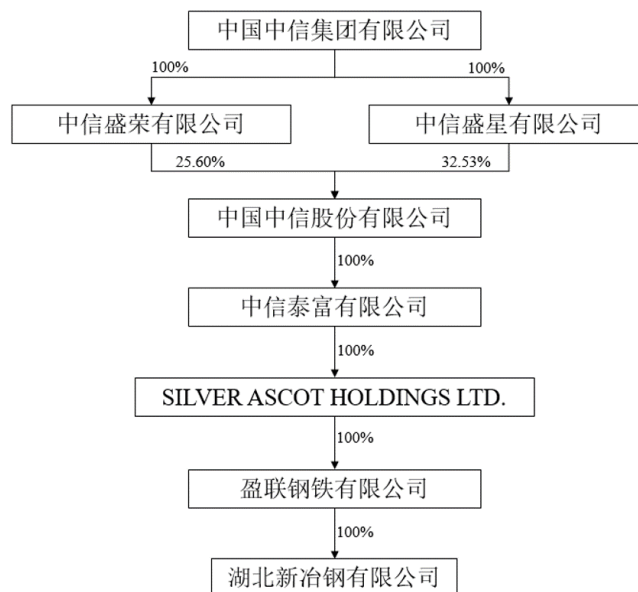 中国中信集团有限公司
100%
100%
中信盛荣有限公司
中信盛星有限公司
25.60%
32.53%
中国中信股份有限公司
100%
中信泰富有限公司
100%
SILVER ASCOT HOLDINGS LTD.
100%
盈联钢铁有限公司
100%
湖北新冶钢有限公司